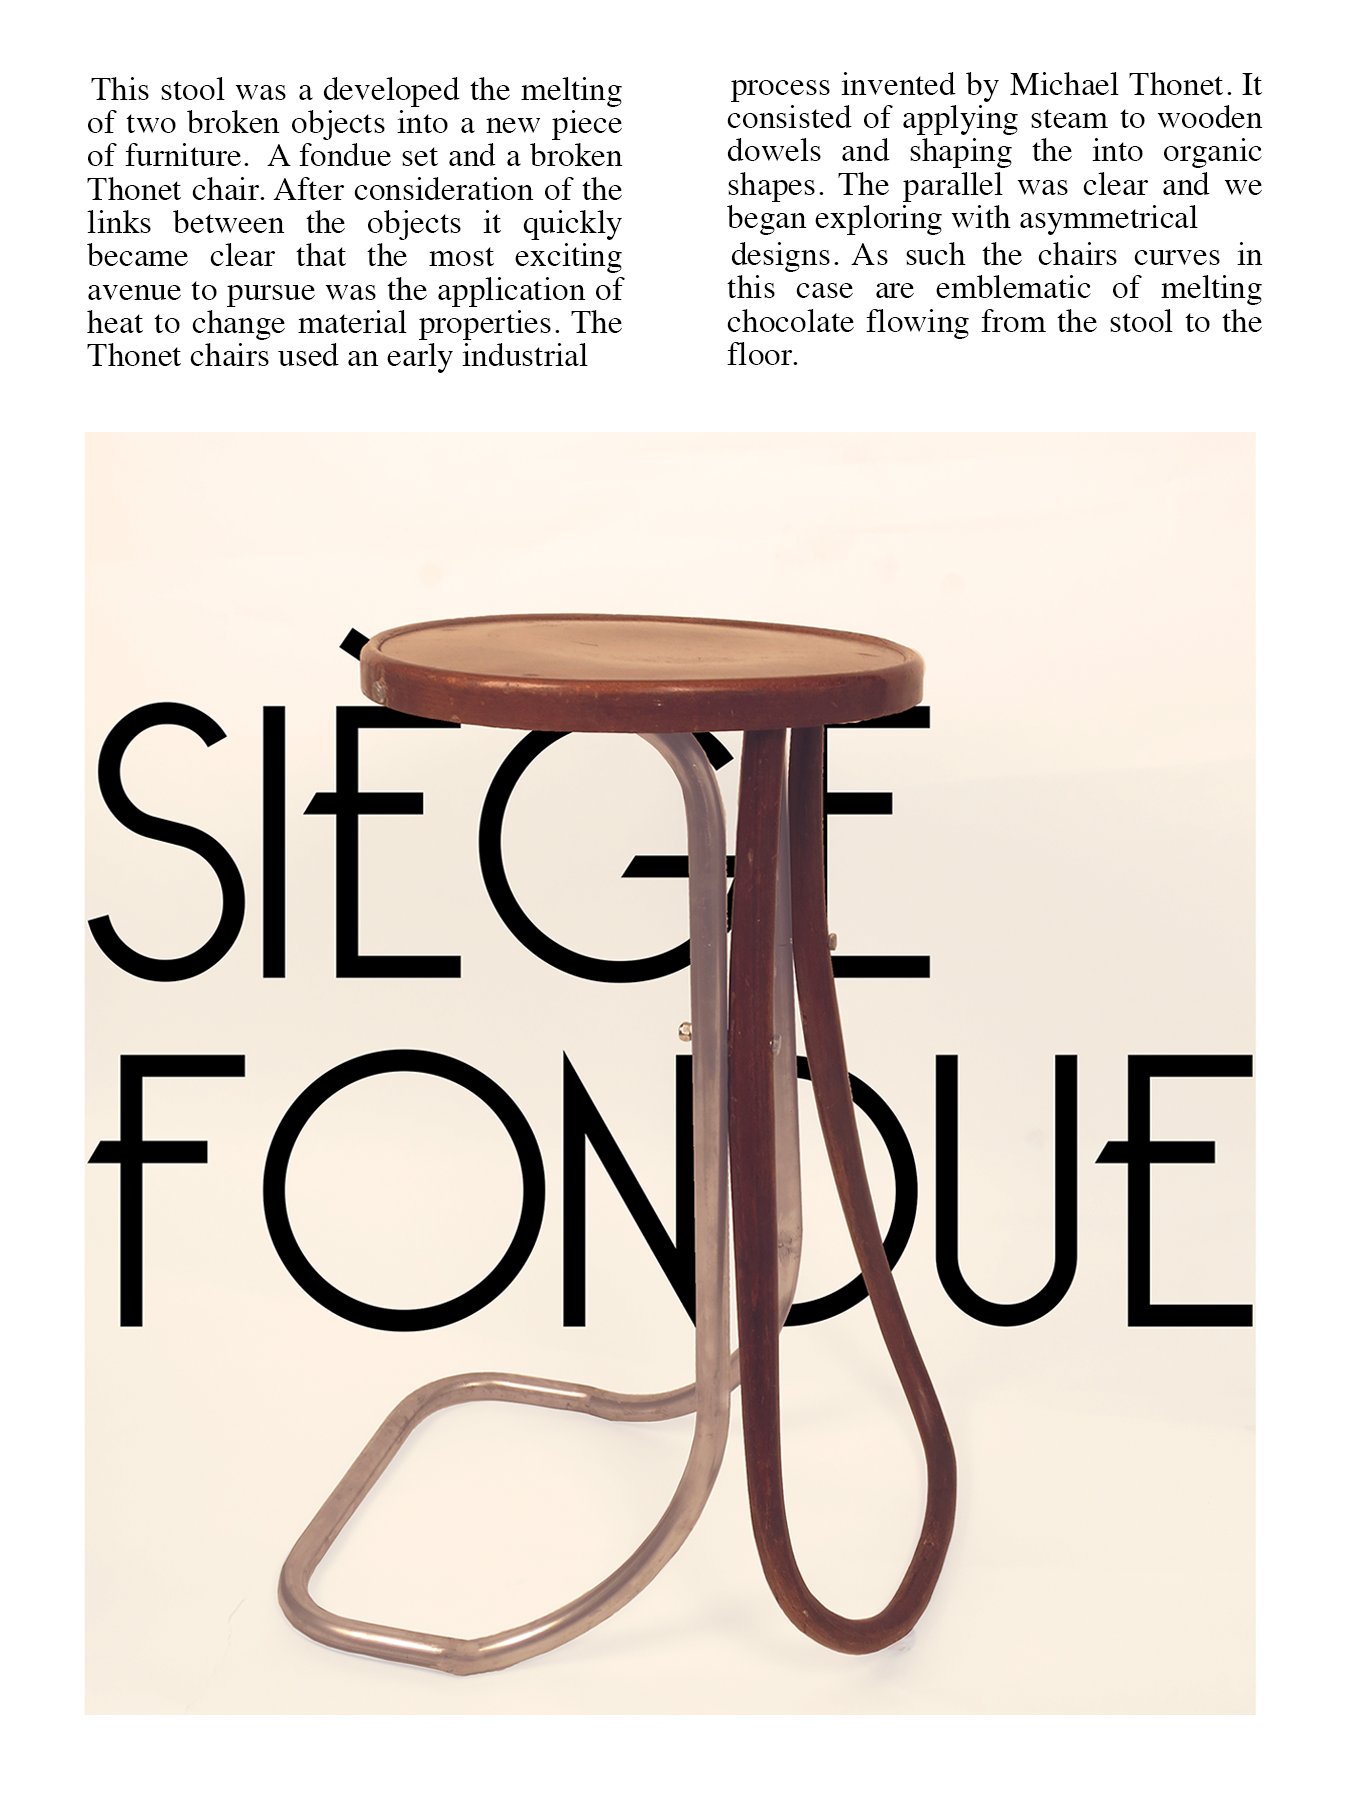 This stool was a developed the melting
of two broken objects into a new piece
of furniture.  A fondue set and a broken
Thonet chair. After consideration of the
links between the objects it quickly
became clear that the most exciting
avenue to pursue was the application of
heat to change material properties. The
Thonet chairs used an early industrial
process invented by Michael Thonet. It
consisted of applying steam to wooden
dowels and shaping the into organic
shapes. The parallel was clear and we
began exploring with asymmetrical
designs. As such the chairs curves in
this case are emblematic of melting
chocolate flowing from the stool to the
floor.
SIÈGE
FONDUE